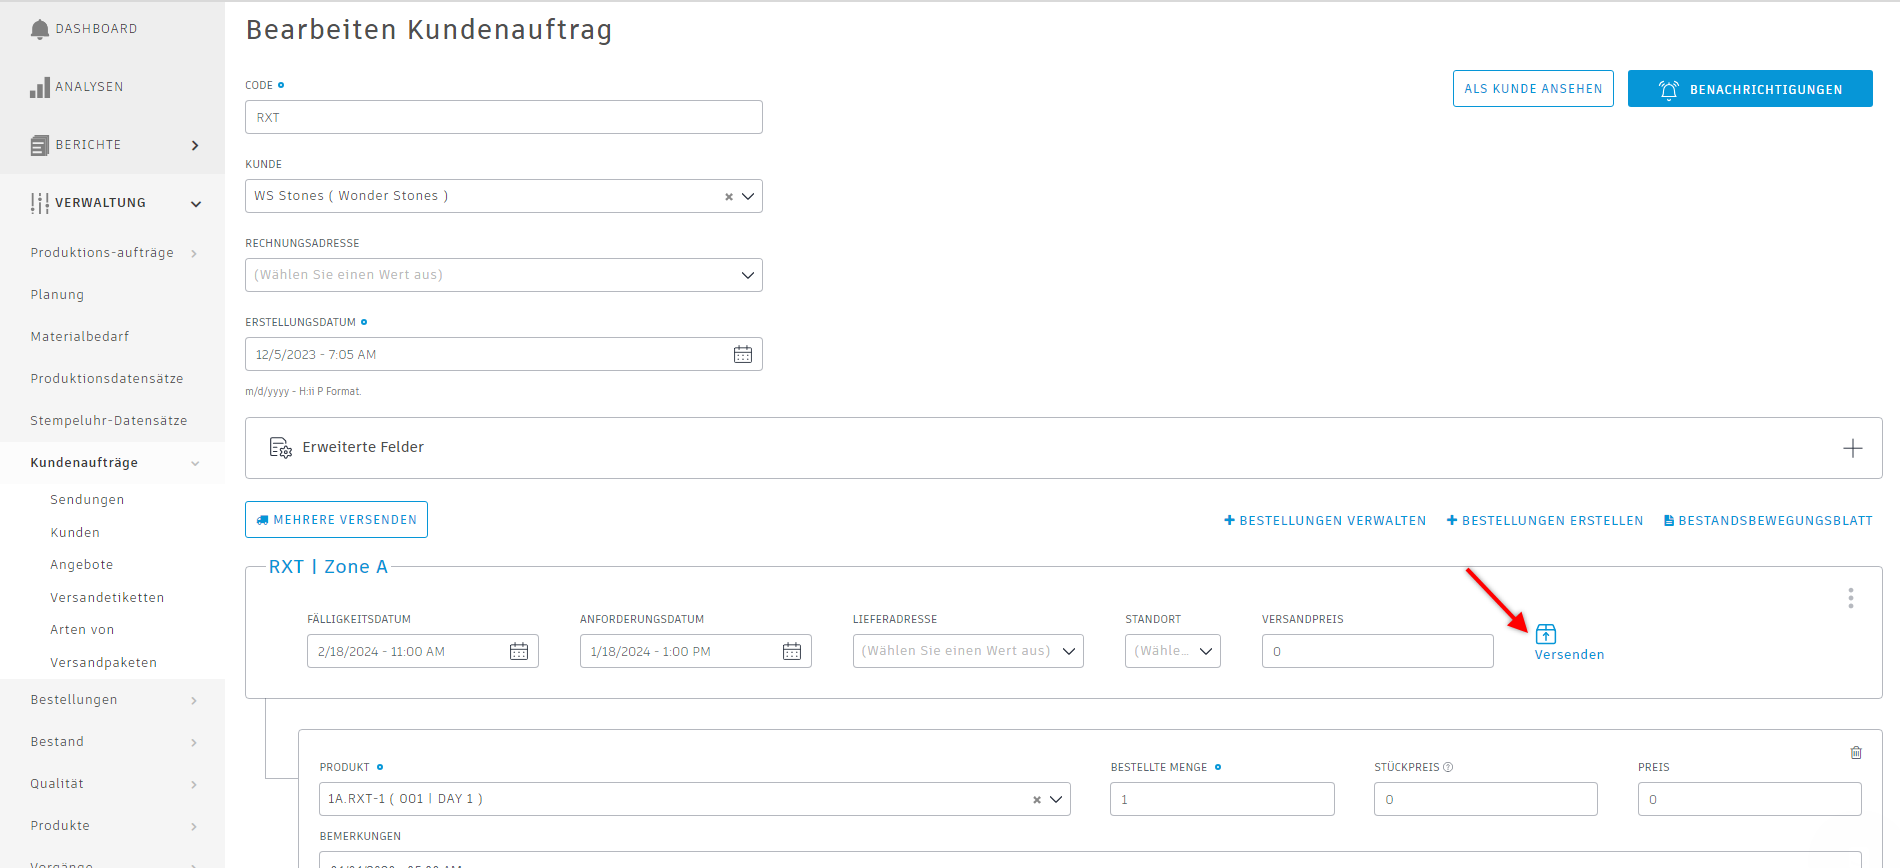 DASHBOARD
ANALYSEN
BERICHTE
VERWALTUNG
Produktions-aufträge
Planung
Materialbedarf
Produktionsdatensätze
Stempeluhr-Datensätze
Kundenaufträge
Sendungen
Kunden
Angebote
Versandetiketten
Arten von
Versandpaketen
Bestellungen
Bestand
Qualität
Produkte
Vorgänge
Bearbeiten Kundenauftrag
ALS KUNDE ANSEHEN
BENACHRICHTIGUNGEN
CODE
RXT
KUNDE
WS Stones ( Wonder Stones )
RECHNUNGSADRESSE
(Wählen Sie einen Wert aus)
ERSTELLUNGSDATUM
12/5/2023 - 7:05 AM
m/d/yyyy - H:ii P Format.
Erweiterte Felder
MEHRERE VERSENDEN
BESTELLUNGEN VERWALTEN
BESTELLUNGEN ERSTELLEN
BESTANDSBEWEGUNGSBLATT
RXT | Zone A
FÄLLIGKEITSDATUM
2/18/2024 - 11:00 AM
ANFORDERUNGSDATUM
1/18/2024 - 1:00 PM
LIEFERADRESSE
(Wählen Sie einen Wert aus)
STANDORT
(Wähle...
VERSANDPREIS
0
Versenden
PRODUKT
1A.RXT-1 ( 001 | DAY 1 )
BESTELLTE MENGE
1
STÜCKPREIS
0
PREIS
0
BEMERKUNGEN